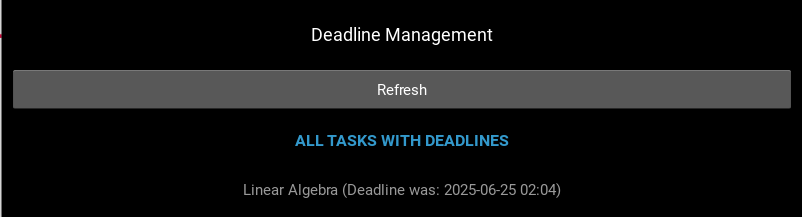 Deadline Management
Refresh
ALL TASKS WITH DEADLINES
Linear Algebra (Deadline was: 2025-06-25 02:04)